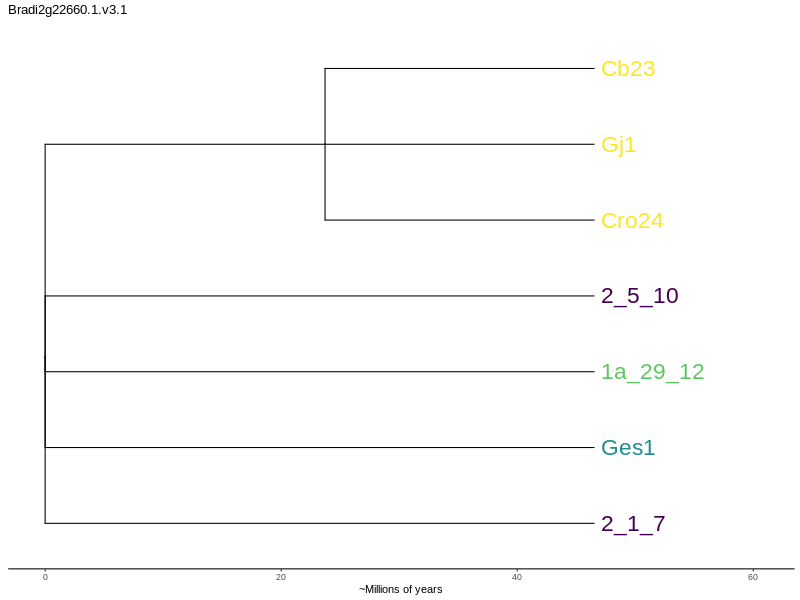 Bradi2g22660.1.v3.1
Cb23
Gj1
Cro24
2_5_10
1a_29_12
Ges1
2_1_7
0 20 40 60
~Millions of years